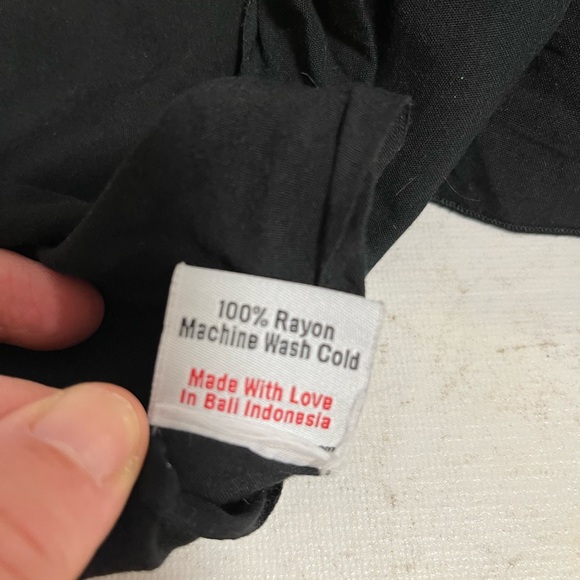 100% Rayon
Machine Wash Cold
Made With Love
In Bali Indonesia